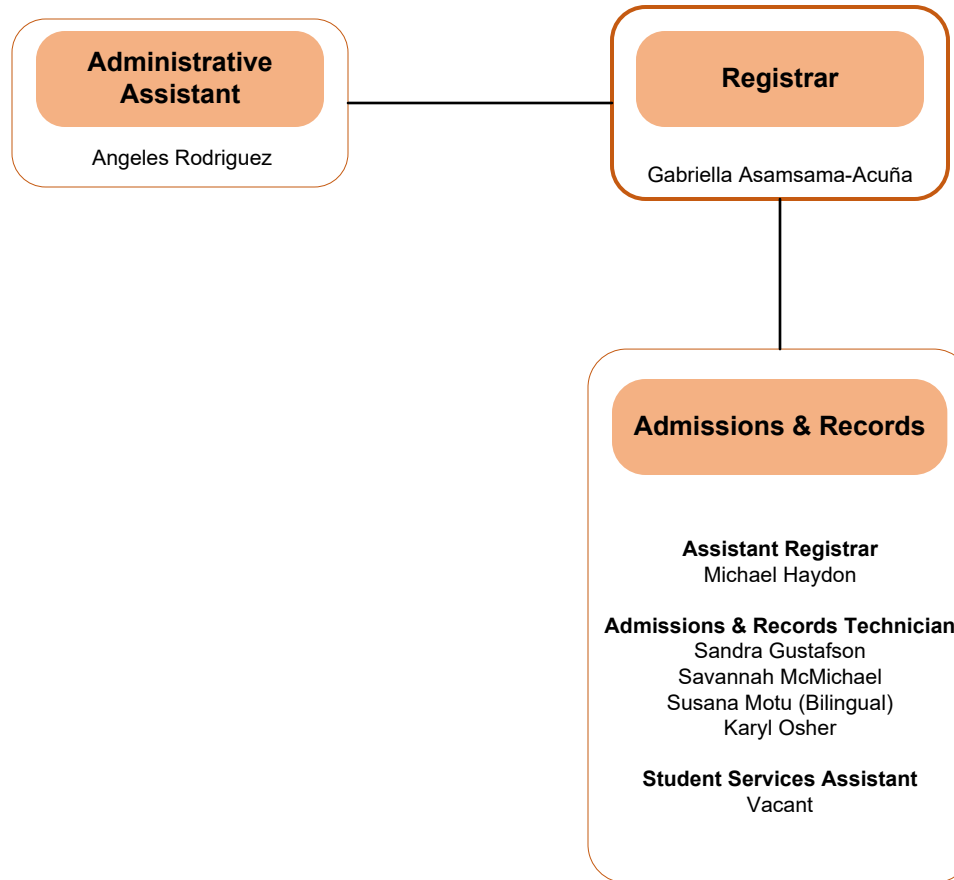 Administrative
Assistant
Angeles Rodriguez
Registrar
Gabriella Asamsama-Acuña
Admissions & Records
Assistant Registrar
Michael Haydon
Admissions & Records Technician
Sandra Gustafson
Savannah McMichael
Susana Motu (Bilingual)
Karyl Osher
Student Services Assistant
Vacant